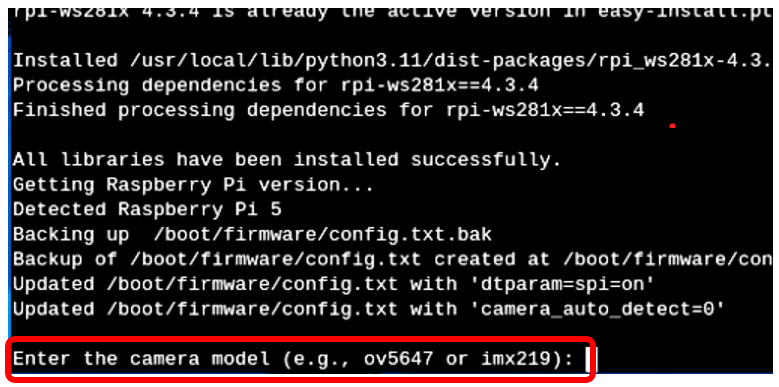 rpi-ws281x 4.3.4 is already the active version in easy-install.pt
Installed /usr/local/lib/python3.11/dist-packages/rpi_ws281x-4.3.
Processing dependencies for rpi-ws281x==4.3.4
Finished processing dependencies for rpi-ws281x==4.3.4
All libraries have been installed successfully.
Getting Raspberry Pi version...
Detected Raspberry Pi 5
Backing up  /boot/firmware/config.txt.bak
Backup of /boot/firmware/config.txt created at /boot/firmware/con
Updated /boot/firmware/config.txt with 'dtparam=spi=on'
Updated /boot/firmware/config.txt with 'camera_auto_detect=0'
Enter the camera model (e.g., ov5647 or imx219):